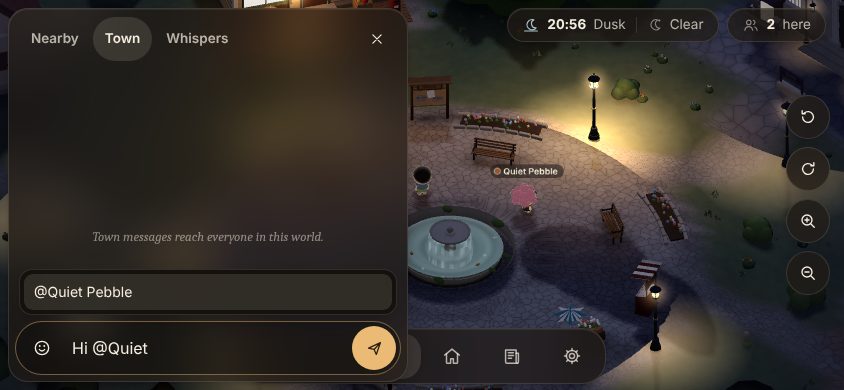 Nearby Town Whispers
20:56 Dusk Clear
2 here
Quiet Pebble
Town messages reach everyone in this world.
@Quiet Pebble
Hi @Quiet